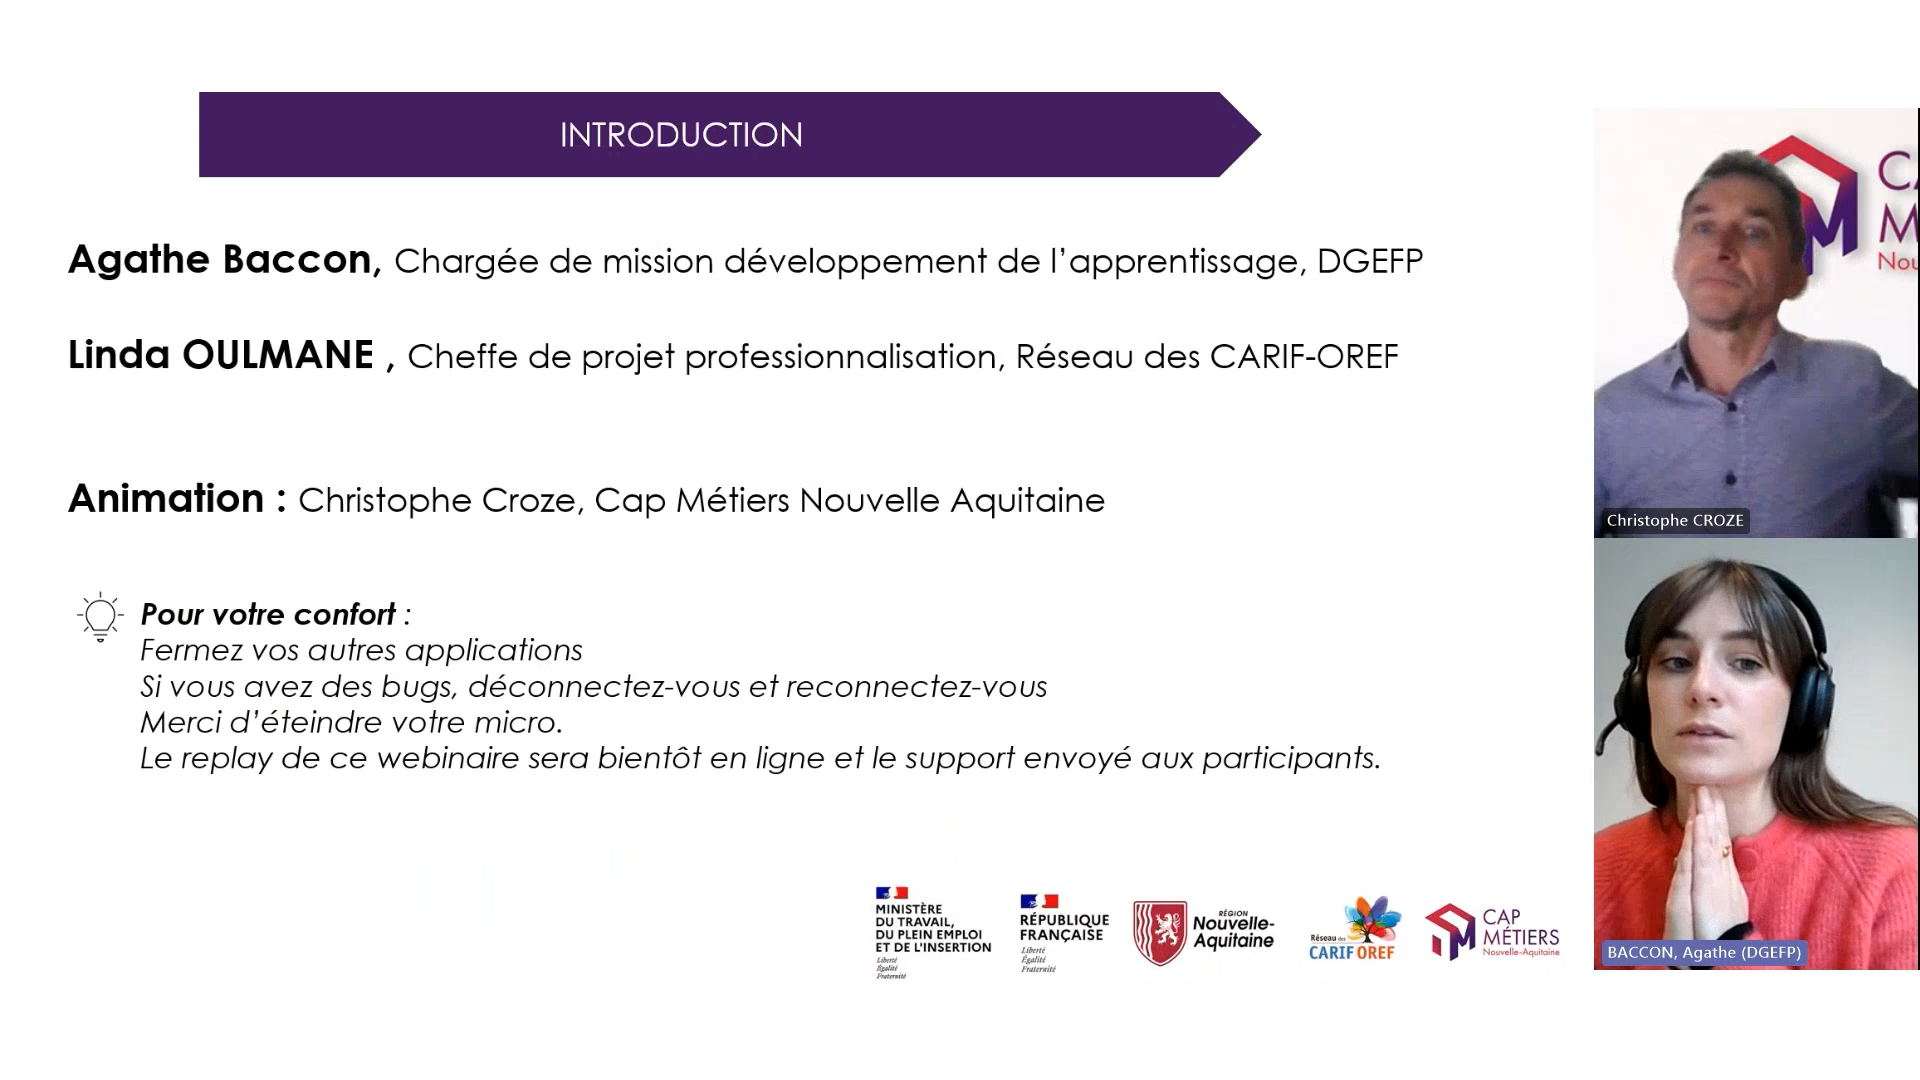 INTRODUCTION
Agathe Baccon, Chargée de mission développement de l’apprentissage, DGEFP
Linda OULMANE , Cheffe de projet professionnalisation, Réseau des CARIF-OREF
Animation : Christophe Croze, Cap Métiers Nouvelle Aquitaine
Pour votre confort :
Fermez vos autres applications
Si vous avez des bugs, déconnectez-vous et reconnectez-vous
Merci d’éteindre votre micro.
Le replay de ce webinaire sera bientôt en ligne et le support envoyé aux participants.
MINISTÈRE
DU TRAVAIL,
DU PLEIN EMPLOI
ET DE L'INSERTION
Liberté
Égalité
Fraternité
RÉPUBLIQUE
FRANÇAISE
Liberté
Égalité
Fraternité
RÉGION
Nouvelle-
Aquitaine
Réseau des
CARIF OREF
CAP
MÉTIERS
Nouvelle-Aquitaine
C
M
Nou
Christophe CROZE
BACCON, Agathe (DGEFP)